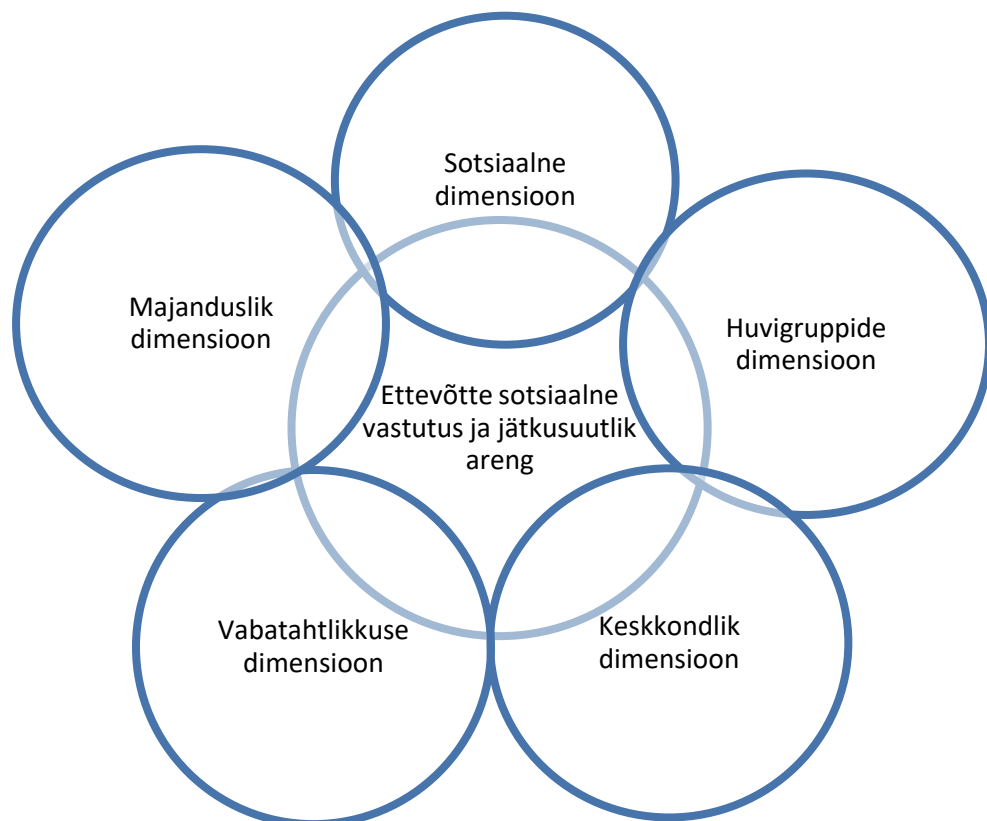 Sotsiaalne
dimensioon
Majanduslik
dimensioon
Huvigruppide
dimensioon
Ettevõtte sotsiaalne
vastutus ja jätkusuutlik
areng
Vabatahtlikkuse
dimensioon
Keskkondlik
dimensioon